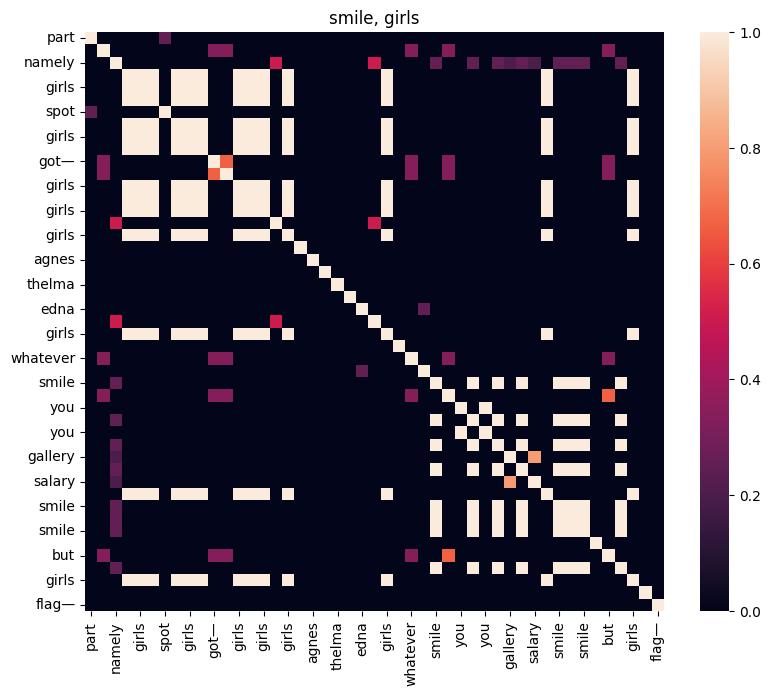 smile, girls
part
namely
girls
spot
girls
got—
girls
girls
girls
agnes
thelma
edna
girls
whatever
smile
you
you
gallery
salary
smile
smile
but
girls
flag—
1.0
0.8
0.6
0.4
0.2
0.0
part
namely
girls
spot
girls
got—
girls
girls
girls
agnes
thelma
edna
girls
whatever
smile
you
you
gallery
salary
smile
smile
but
girls
flag—